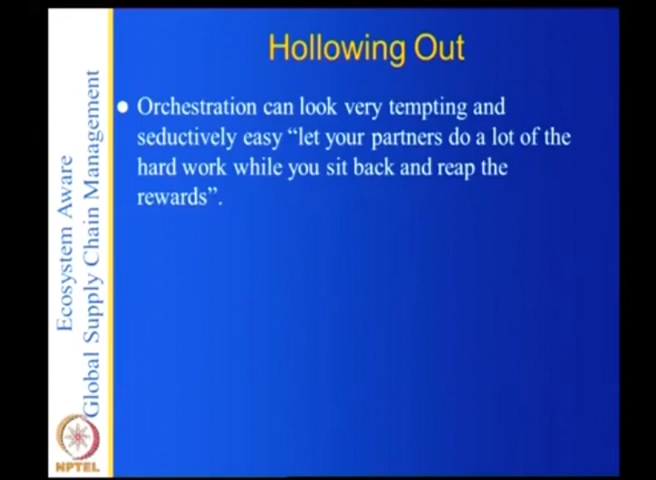 Hollowing Out
Orchestration can look very tempting and
seductively easy “let your partners do a lot of the
hard work while you sit back and reap the
rewards”.
Ecosystem Aware
Global Supply Chain Management
NPTEL